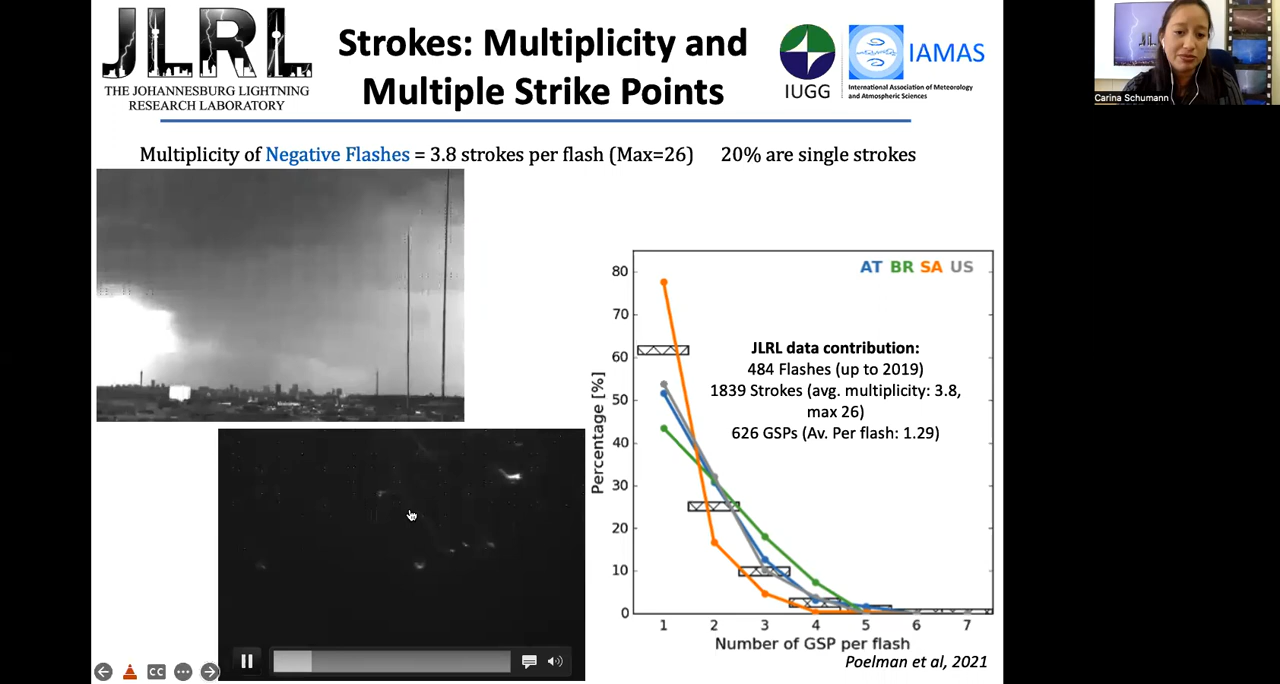 JLRL
THE JOHANNESBURG LIGHTNING
RESEARCH LABORATORY
Strokes: Multiplicity and
Multiple Strike Points
IUGG
IAMAS
International Association of Meteorology
and Atmospheric Sciences
Carina Schumann
Multiplicity of Negative Flashes = 3.8 strokes per flash (Max=26) 20% are single strokes
AT BR SA US
JLRL data contribution:
484 Flashes (up to 2019)
1839 Strokes (avg. multiplicity: 3.8,
max 26)
626 GSPs (Av. Per flash: 1.29)
Percentage [%]
80
70
60
50
40
30
20
10
0
1 2 3 4 5 6 7
Number of GSP per flash
Poelman et al, 2021
CC